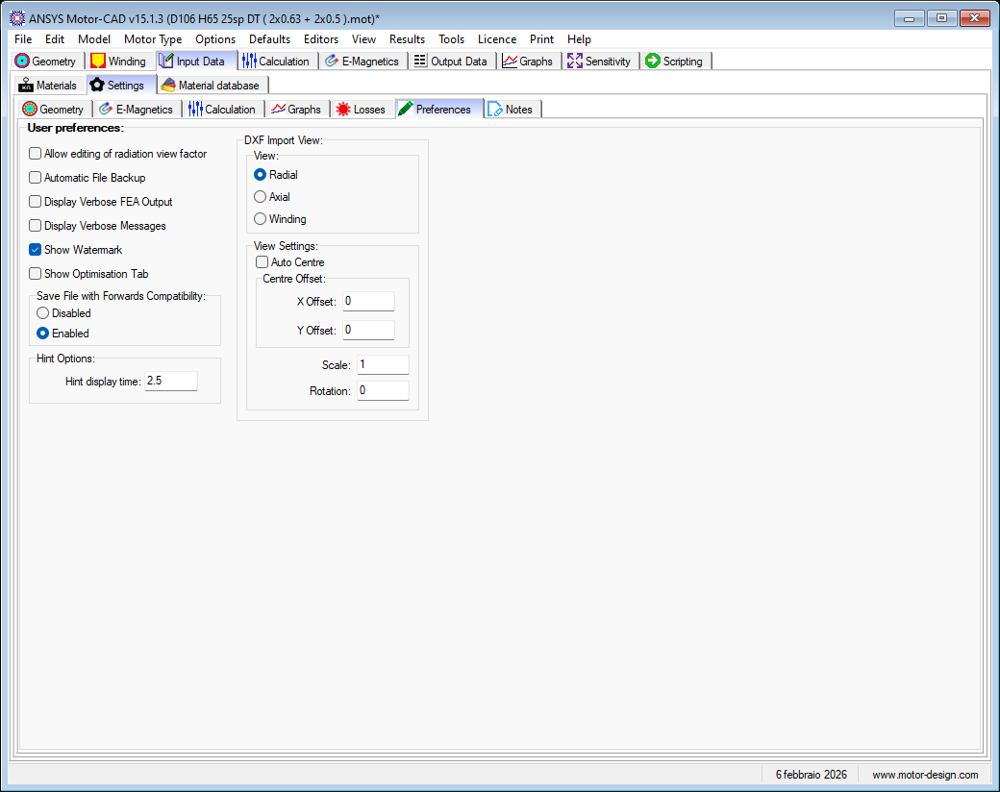 ANSYS Motor-CAD v15.1.3 (D106 H65 25sp DT ( 2x0.63 + 2x0.5 ).mot)*
File Edit Model Motor Type Options Defaults Editors View Results Tools Licence Print Help
Geometry Winding Input Data Calculation E-Magnetics Output Data Graphs Sensitivity Scripting
Materials Settings Material database
Geometry E-Magnetics Calculation Graphs Losses Preferences Notes
User preferences:
Allow editing of radiation view factor
Automatic File Backup
Display Verbose FEA Output
Display Verbose Messages
Show Watermark
Show Optimisation Tab
Save File with Forwards Compatibility:
Disabled
Enabled
Hint Options:
Hint display time: 2.5
DXF Import View:
View:
Radial
Axial
Winding
View Settings:
Auto Centre
Centre Offset:
X Offset: 0
Y Offset: 0
Scale: 1
Rotation: 0
6 febbraio 2026 www.motor-design.com